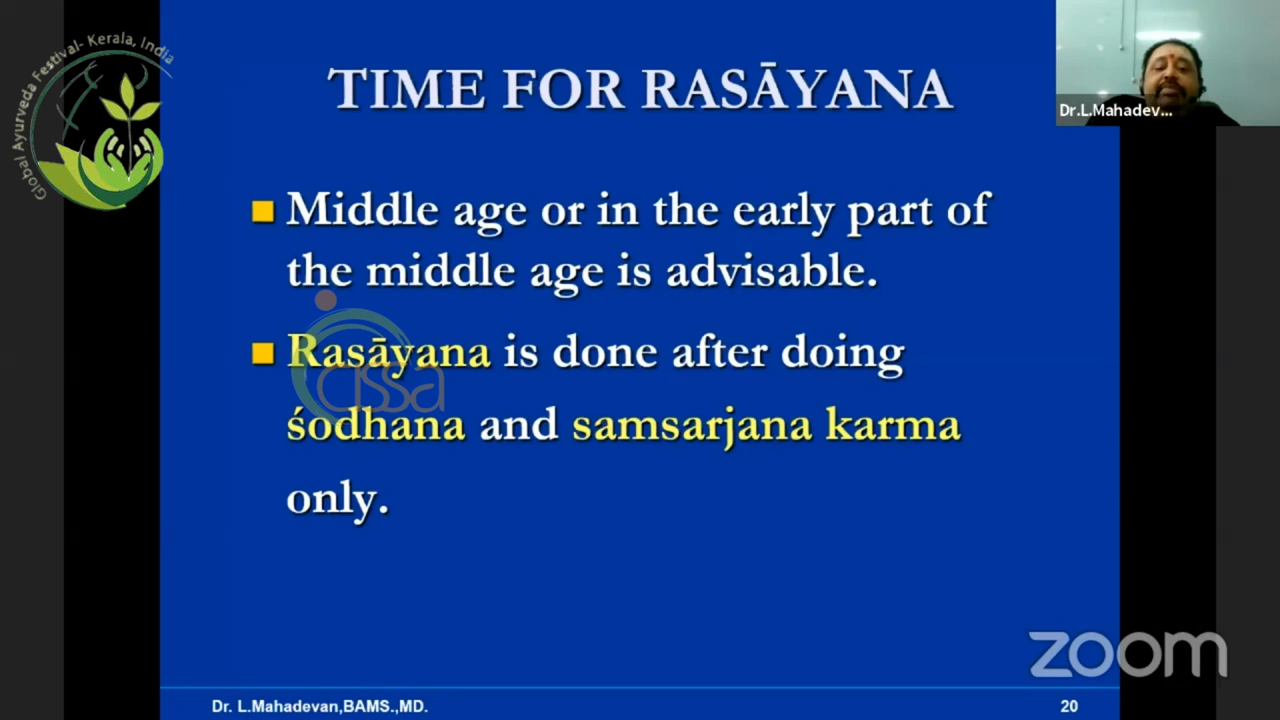 Global Ayurveda Festival- Kerala, India
Dr.L.Mahadev...
TIME FOR RASĀYANA
Middle age or in the early part of
the middle age is advisable.
Rasāyana is done after doing
cissa
śodhana and samsarjana karma
only.
zoom
Dr. L.Mahadevan,BAMS.,MD.
20